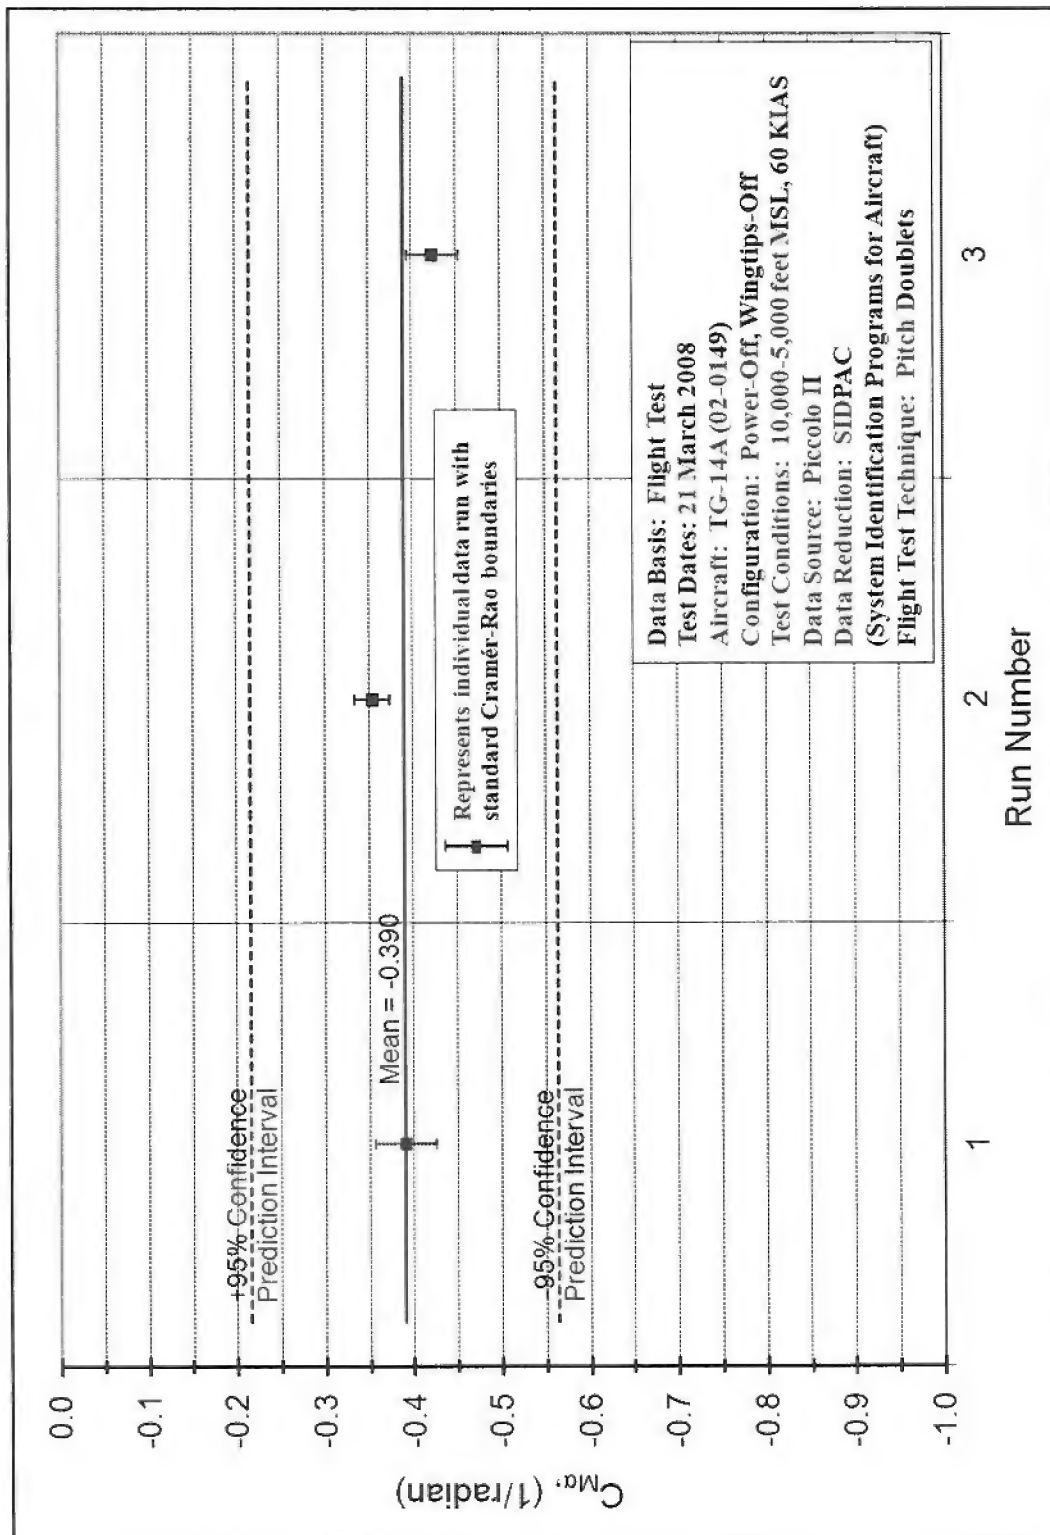 0.0
-0.1
-0.2
-0.3
-0.4
-0.5
-0.6
-0.7
-0.8
-0.9
-1.0
C_Mα, (1/radian)
+95% Confidence
Prediction Interval
Mean = -0.390
-95% Confidence
Prediction Interval
Represents individual data run with
standard Cramér-Rao boundaries
Data Basis: Flight Test
Test Dates: 21 March 2008
Aircraft: TG-14A (02-0149)
Configuration: Power-Off, Wingtips-Off
Test Conditions: 10,000-5,000 feet MSL, 60 KIAS
Data Source: Piccolo II
Data Reduction: SIDPAC
(System Identification Programs for Aircraft)
Flight Test Technique: Pitch Doublets
1
2
3
Run Number